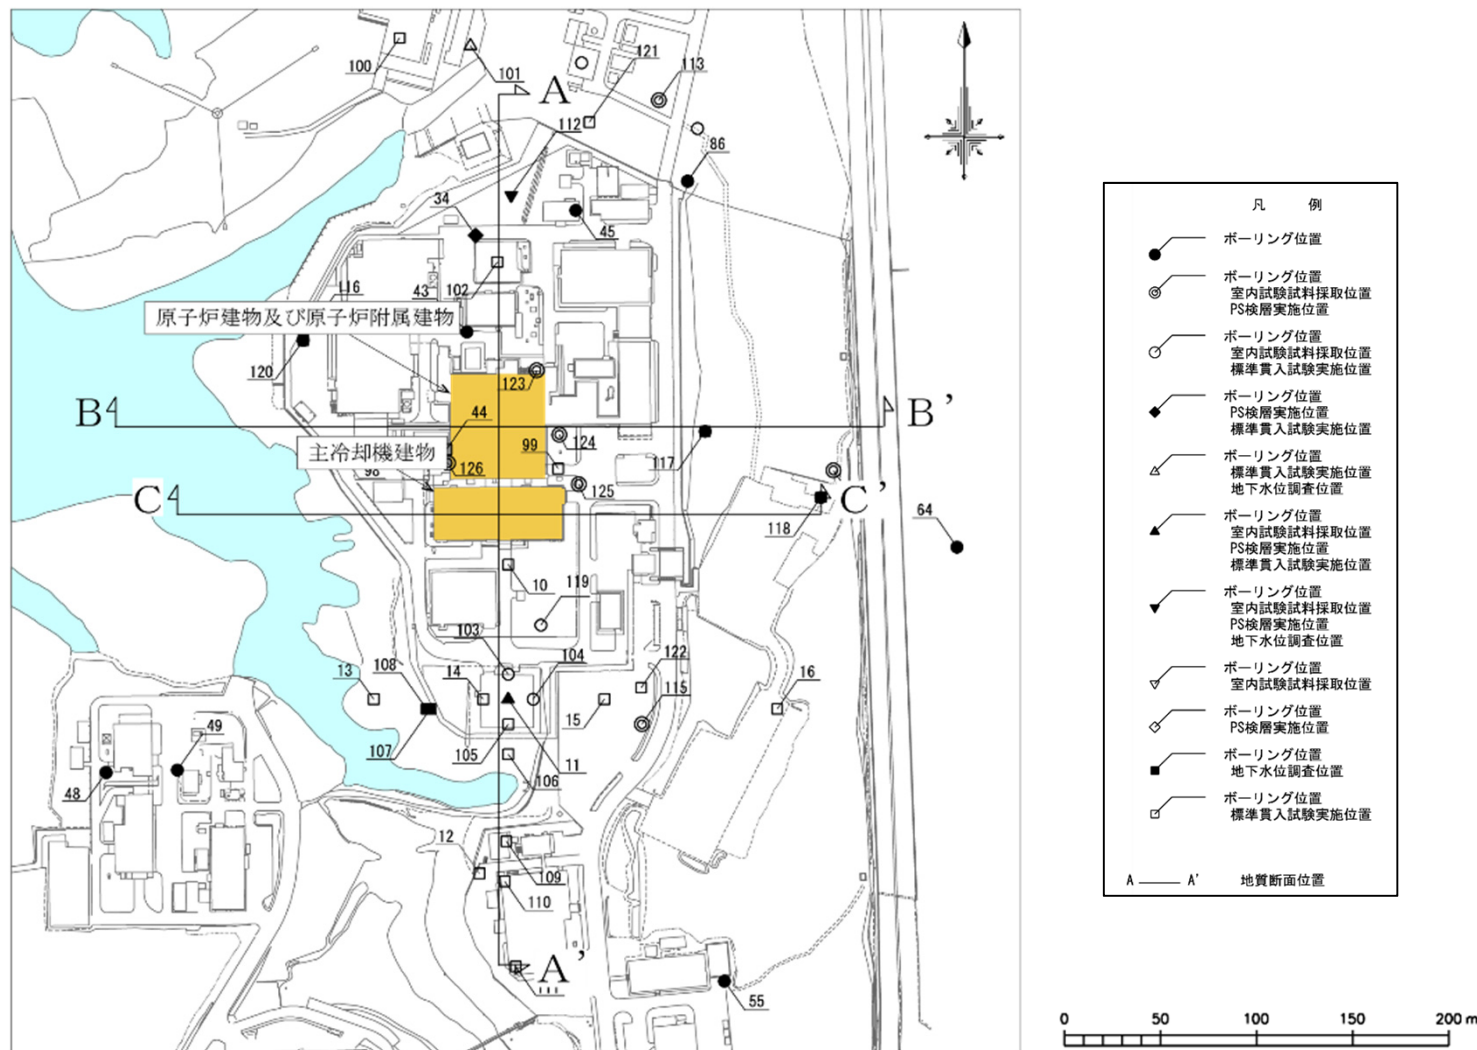 100
101
121
113
A
112
86
34
45
102
43
116
原子炉建物及び原子炉附属建物
120
123
B
B'
44
主冷却機建物
124
99
117
98
126
125
C
C'
118
64
10
119
103
104
122
108
13
14
16
15
115
49
107
105
11
106
48
12
109
110
A'
111
55
凡 例
ボーリング位置
ボーリング位置
室内試験試料採取位置
PS検層実施位置
ボーリング位置
室内試験試料採取位置
標準貫入試験実施位置
ボーリング位置
PS検層実施位置
標準貫入試験実施位置
ボーリング位置
標準貫入試験実施位置
地下水位調査位置
ボーリング位置
室内試験試料採取位置
PS検層実施位置
標準貫入試験実施位置
ボーリング位置
室内試験試料採取位置
PS検層実施位置
地下水位調査位置
ボーリング位置
室内試験試料採取位置
ボーリング位置
PS検層実施位置
ボーリング位置
地下水位調査位置
ボーリング位置
標準貫入試験実施位置
A A' 地質断面位置
0 50 100 150 200 m